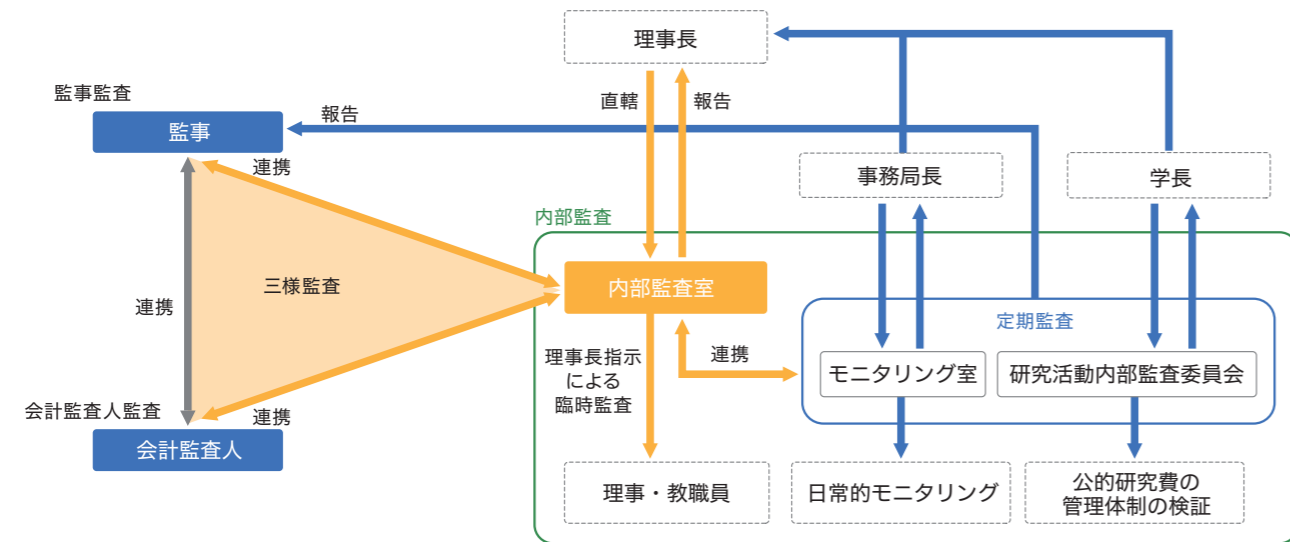 理事長
監事監査
直轄
報告
報告
監事
連携
事務局長
学長
内部監査
三様監査
内部監査室
連携
定期監査
連携
理事長指示
による
臨時監査
モニタリング室
研究活動内部監査委員会
会計監査人監査
連携
会計監査人
理事・教職員
日常的モニタリング
公的研究費の
管理体制の検証